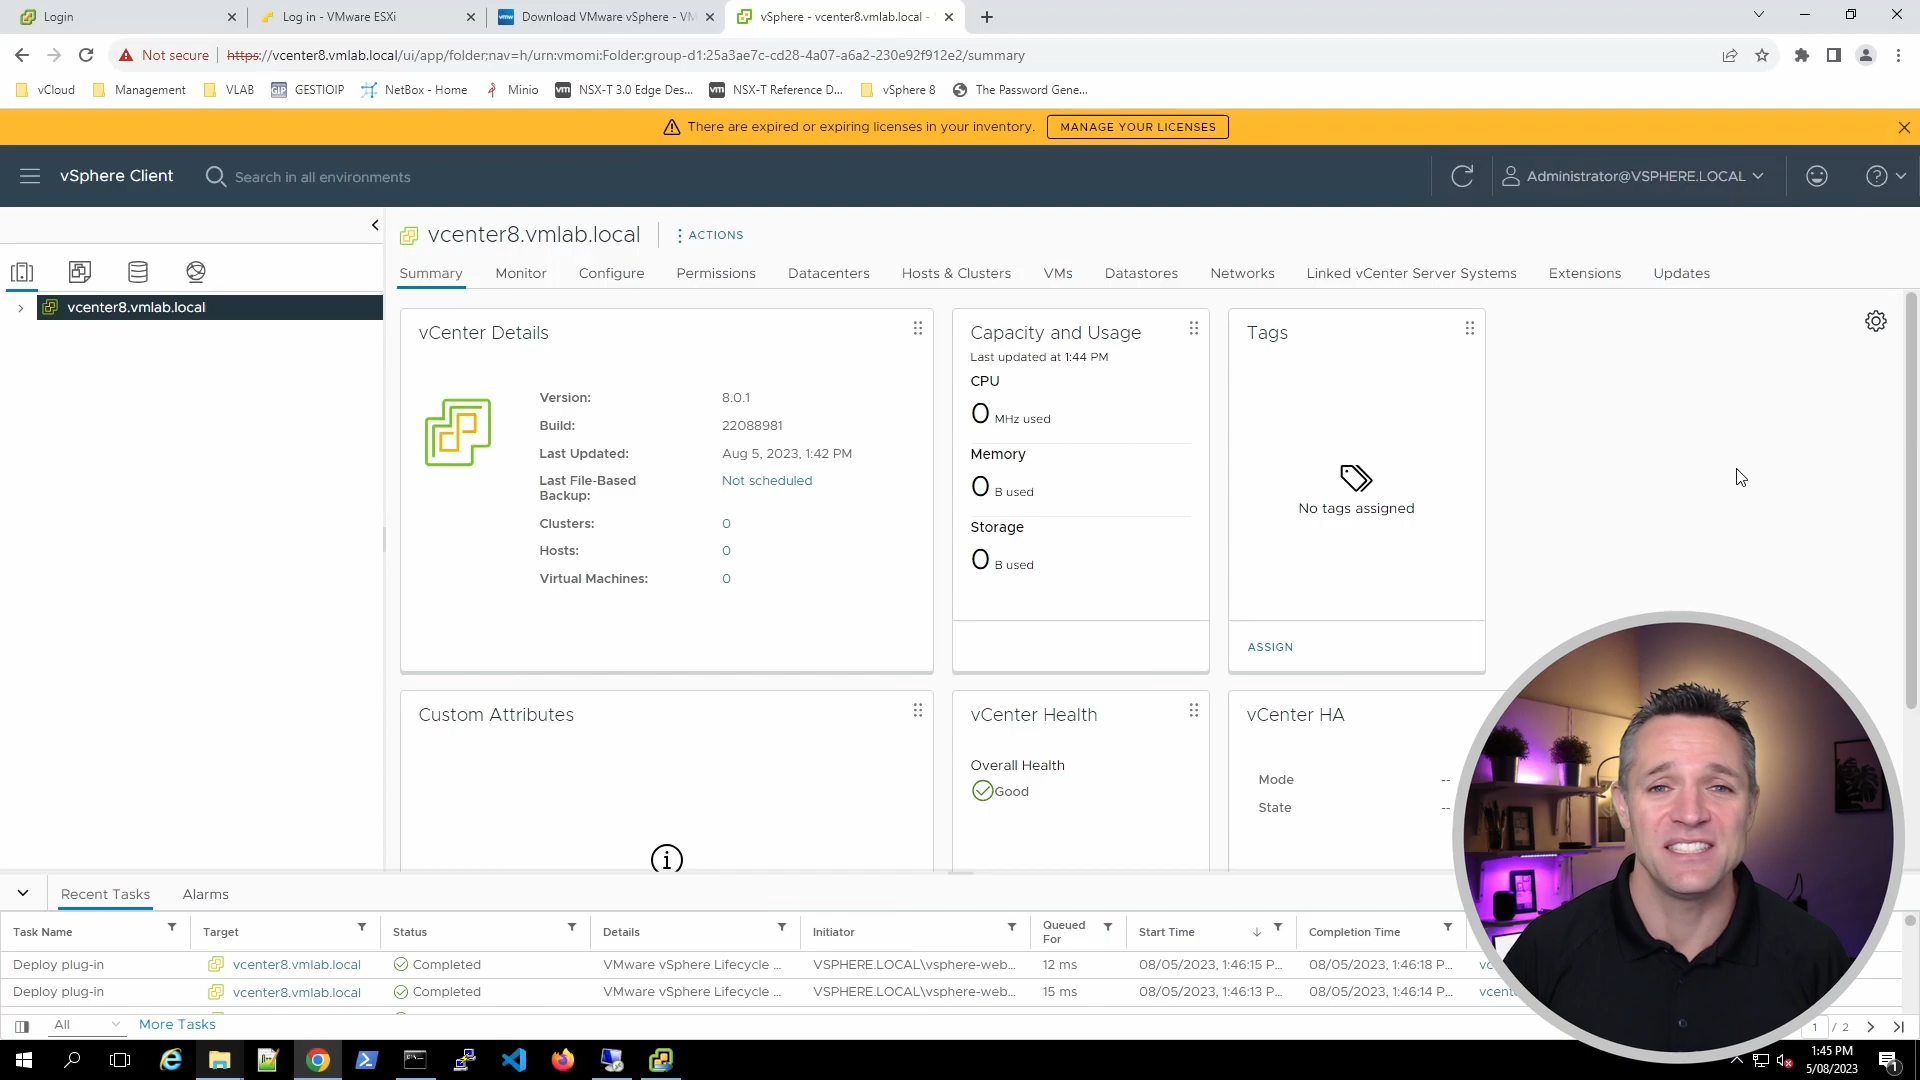 Login
Log in - VMware ESXi
Download VMware vSphere - VM
vSphere - vcenter8.vmlab.local -
Not secure
https://vcenter8.vmlab.local/ui/app/folder;nav=h/urn:vmomi:Folder:group-d1:25a3ae7c-cd28-4a07-a6a2-230e92f912e2/summary
vCloud
Management
VLAB
GIP
GESTIOIP
NetBox - Home
Minio
vm
NSX-T 3.0 Edge Des...
vm
NSX-T Reference D...
vSphere 8
The Password Gene...
There are expired or expiring licenses in your inventory.
MANAGE YOUR LICENSES
vSphere Client
Search in all environments
Administrator@VSPHERE.LOCAL
vcenter8.vmlab.local
vcenter8.vmlab.local
ACTIONS
Summary
Monitor
Configure
Permissions
Datacenters
Hosts & Clusters
VMs
Datastores
Networks
Linked vCenter Server Systems
Extensions
Updates
vCenter Details
Version: 8.0.1
Build: 22088981
Last Updated: Aug 5, 2023, 1:42 PM
Last File-Based Backup: Not scheduled
Clusters: 0
Hosts: 0
Virtual Machines: 0
Capacity and Usage
Last updated at 1:44 PM
CPU
0 MHz used
Memory
0 B used
Storage
0 B used
Tags
No tags assigned
ASSIGN
Custom Attributes
vCenter Health
Overall Health
Good
vCenter HA
Mode --
State --
Recent Tasks
Alarms
Task Name
Target
Status
Details
Initiator
Queued For
Start Time
Completion Time
Deploy plug-in vcenter8.vmlab.local Completed VMware vSphere Lifecycle ... VSPHERE.LOCAL\vsphere-web... 12 ms 08/05/2023, 1:46:15 P... 08/05/2023, 1:46:18 P... vc
Deploy plug-in vcenter8.vmlab.local Completed VMware vSphere Lifecycle ... VSPHERE.LOCAL\vsphere-web... 15 ms 08/05/2023, 1:46:13 P... 08/05/2023, 1:46:14 P... vcent
All
More Tasks
1 / 2
1:45 PM
5/08/2023
1